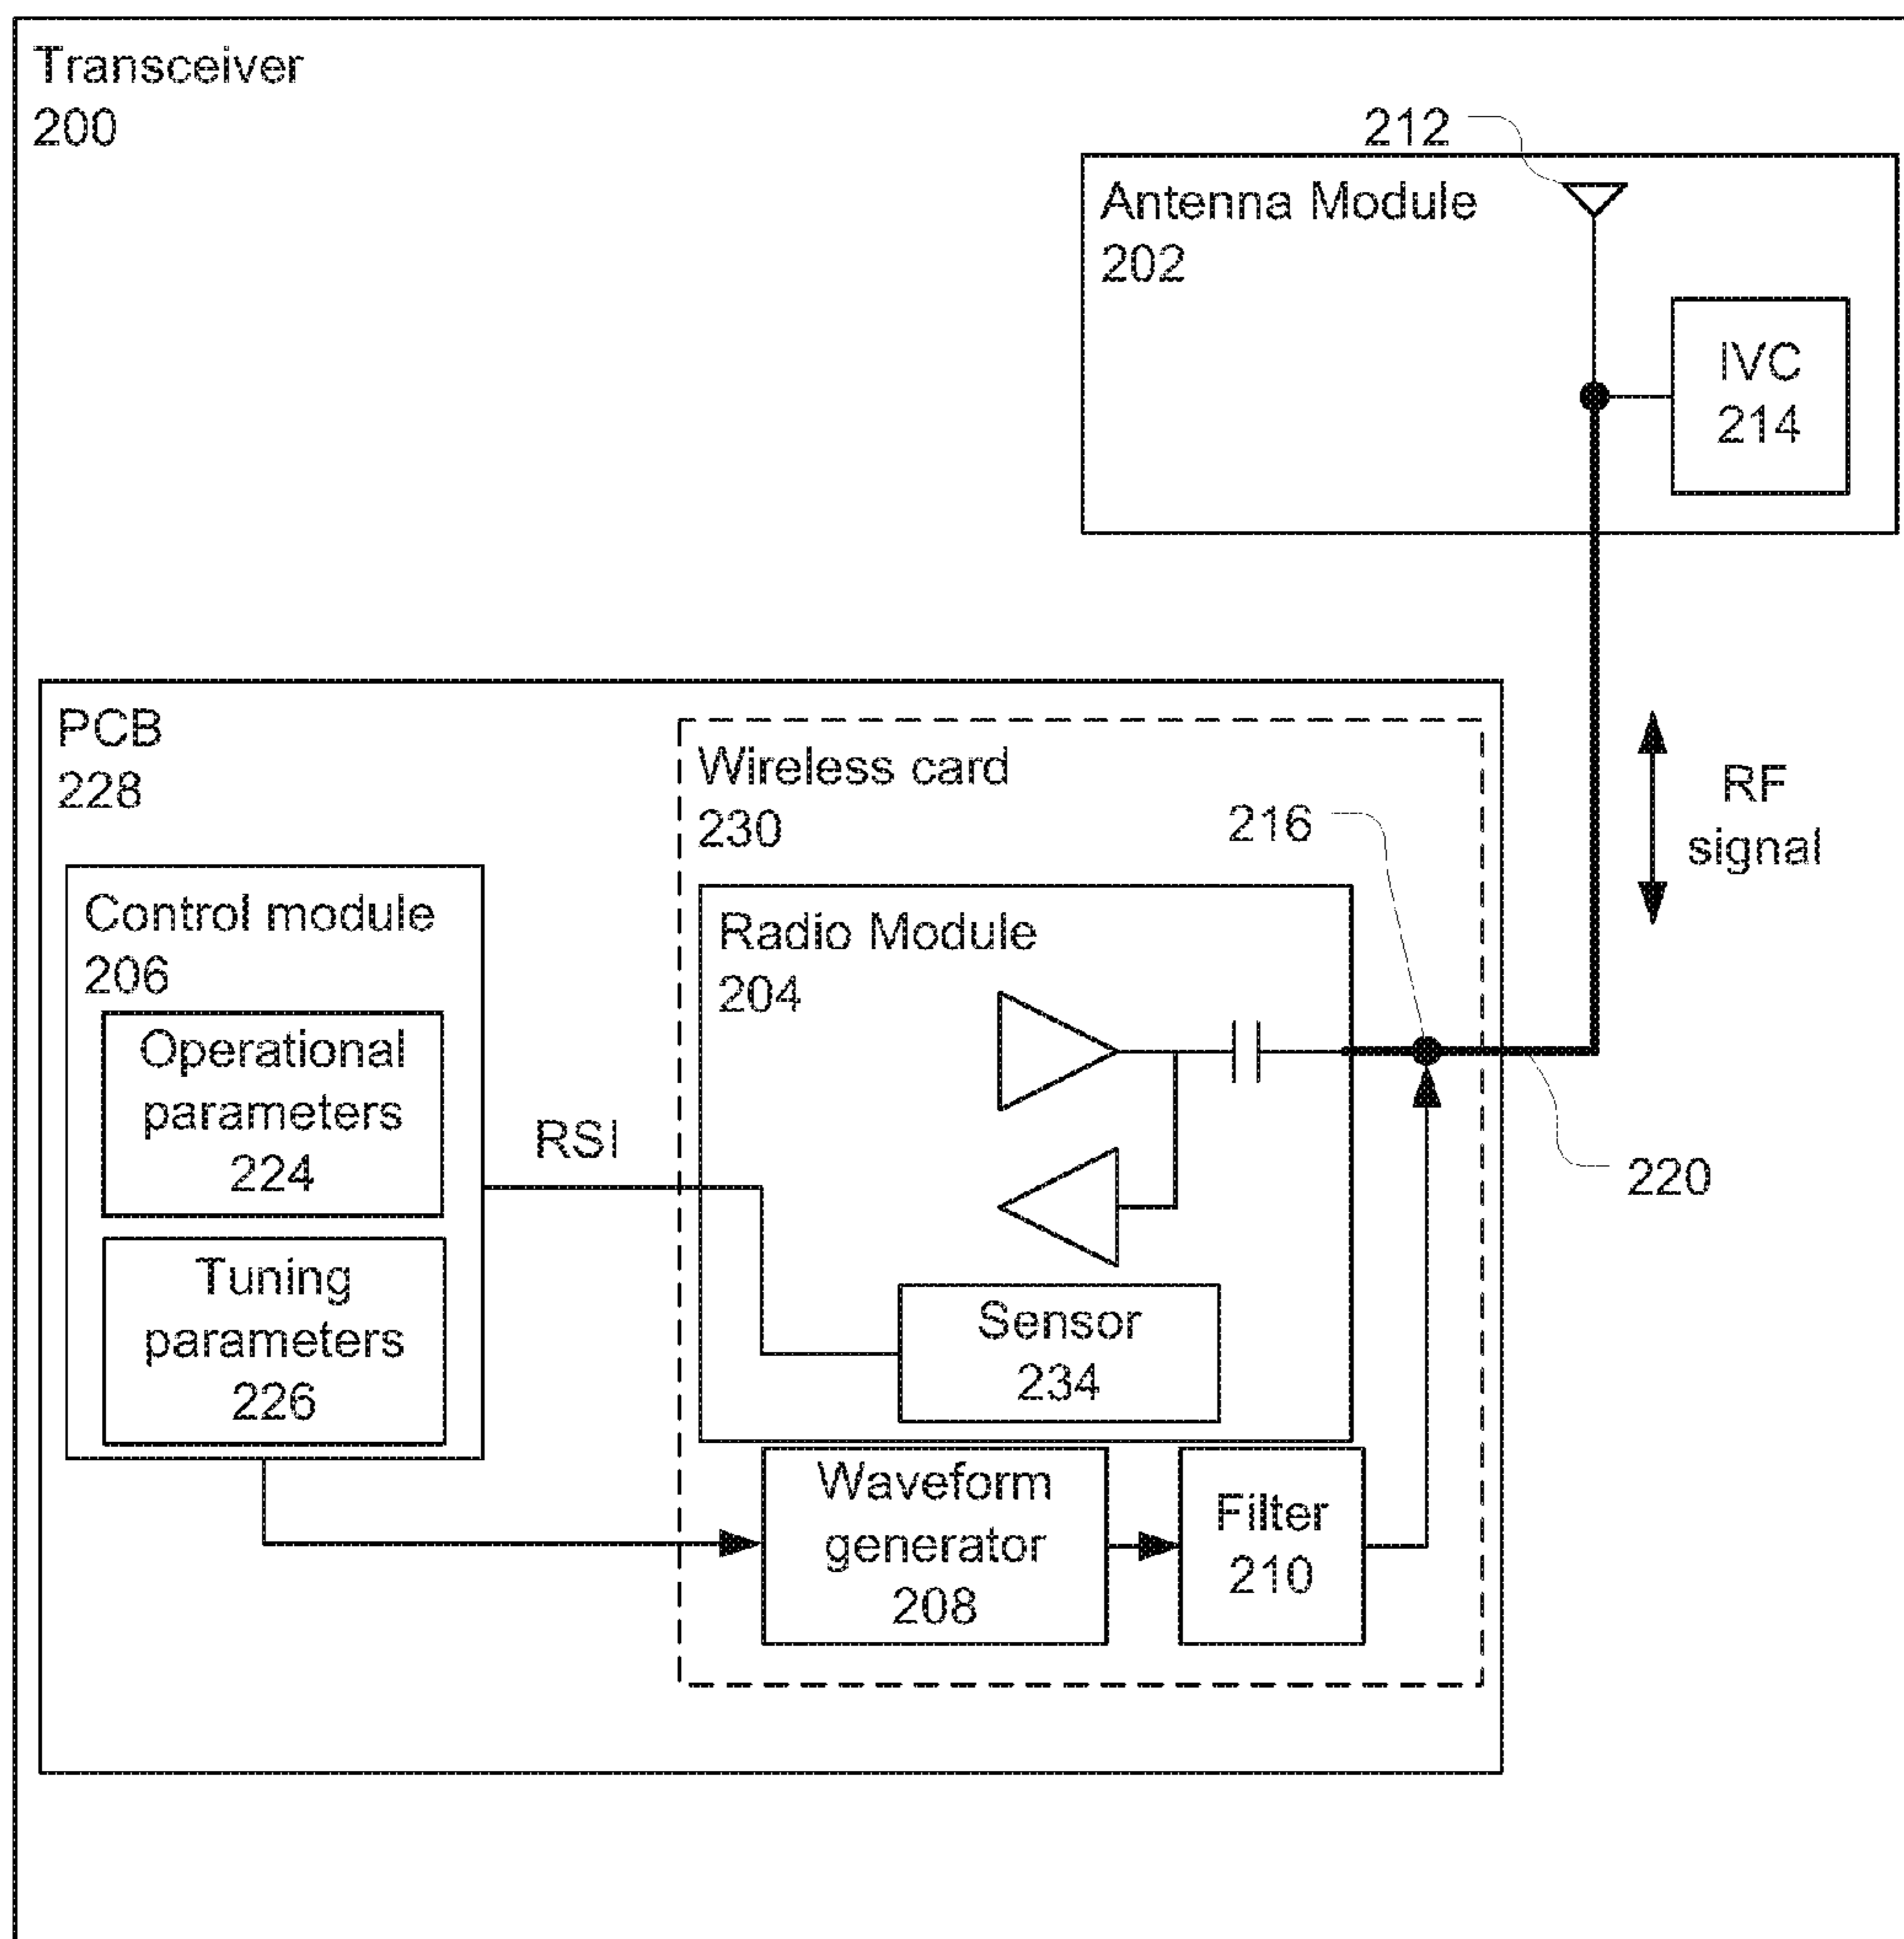 Transceiver
200
212
Antenna Module
202
IVC
214
PCB
228
Wireless card
230
216
RF
signal
Control module
206
Radio Module
204
Operational
parameters
224
RSI
220
Tuning
parameters
226
Sensor
234
Waveform
generator
208
Filter
210